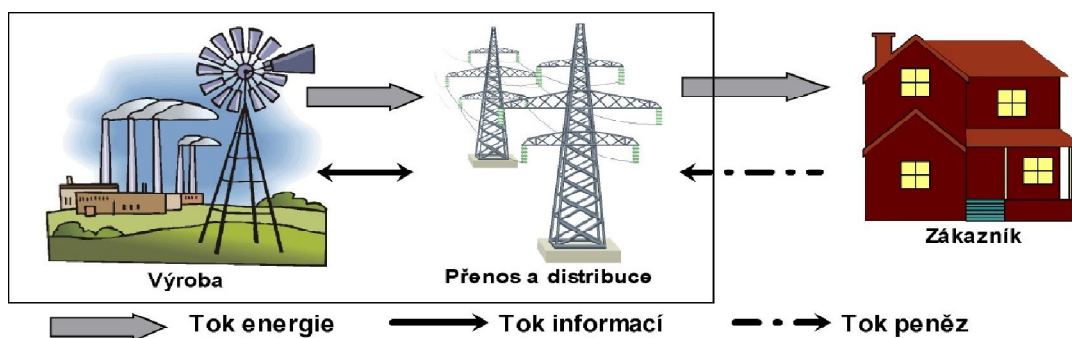 Výroba
Přenos a distribuce
Zákazník
Tok energie
Tok informací
Tok peněz